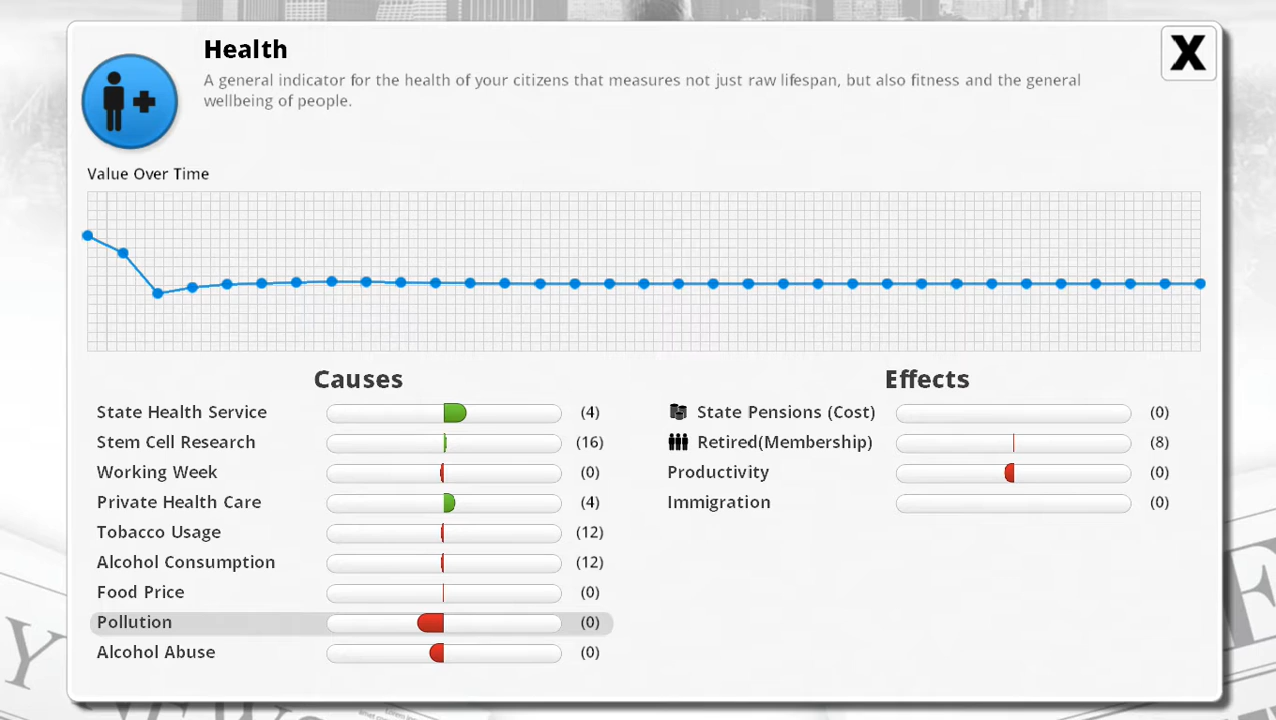 Health
X
A general indicator for the health of your citizens that measures not just raw lifespan, but also fitness and the general
wellbeing of people.
Value Over Time
Causes
State Health Service (4)
Stem Cell Research (16)
Working Week (0)
Private Health Care (4)
Tobacco Usage (12)
Alcohol Consumption (12)
Food Price (0)
Pollution (0)
Alcohol Abuse (0)
Effects
State Pensions (Cost) (0)
Retired(Membership) (8)
Productivity (0)
Immigration (0)